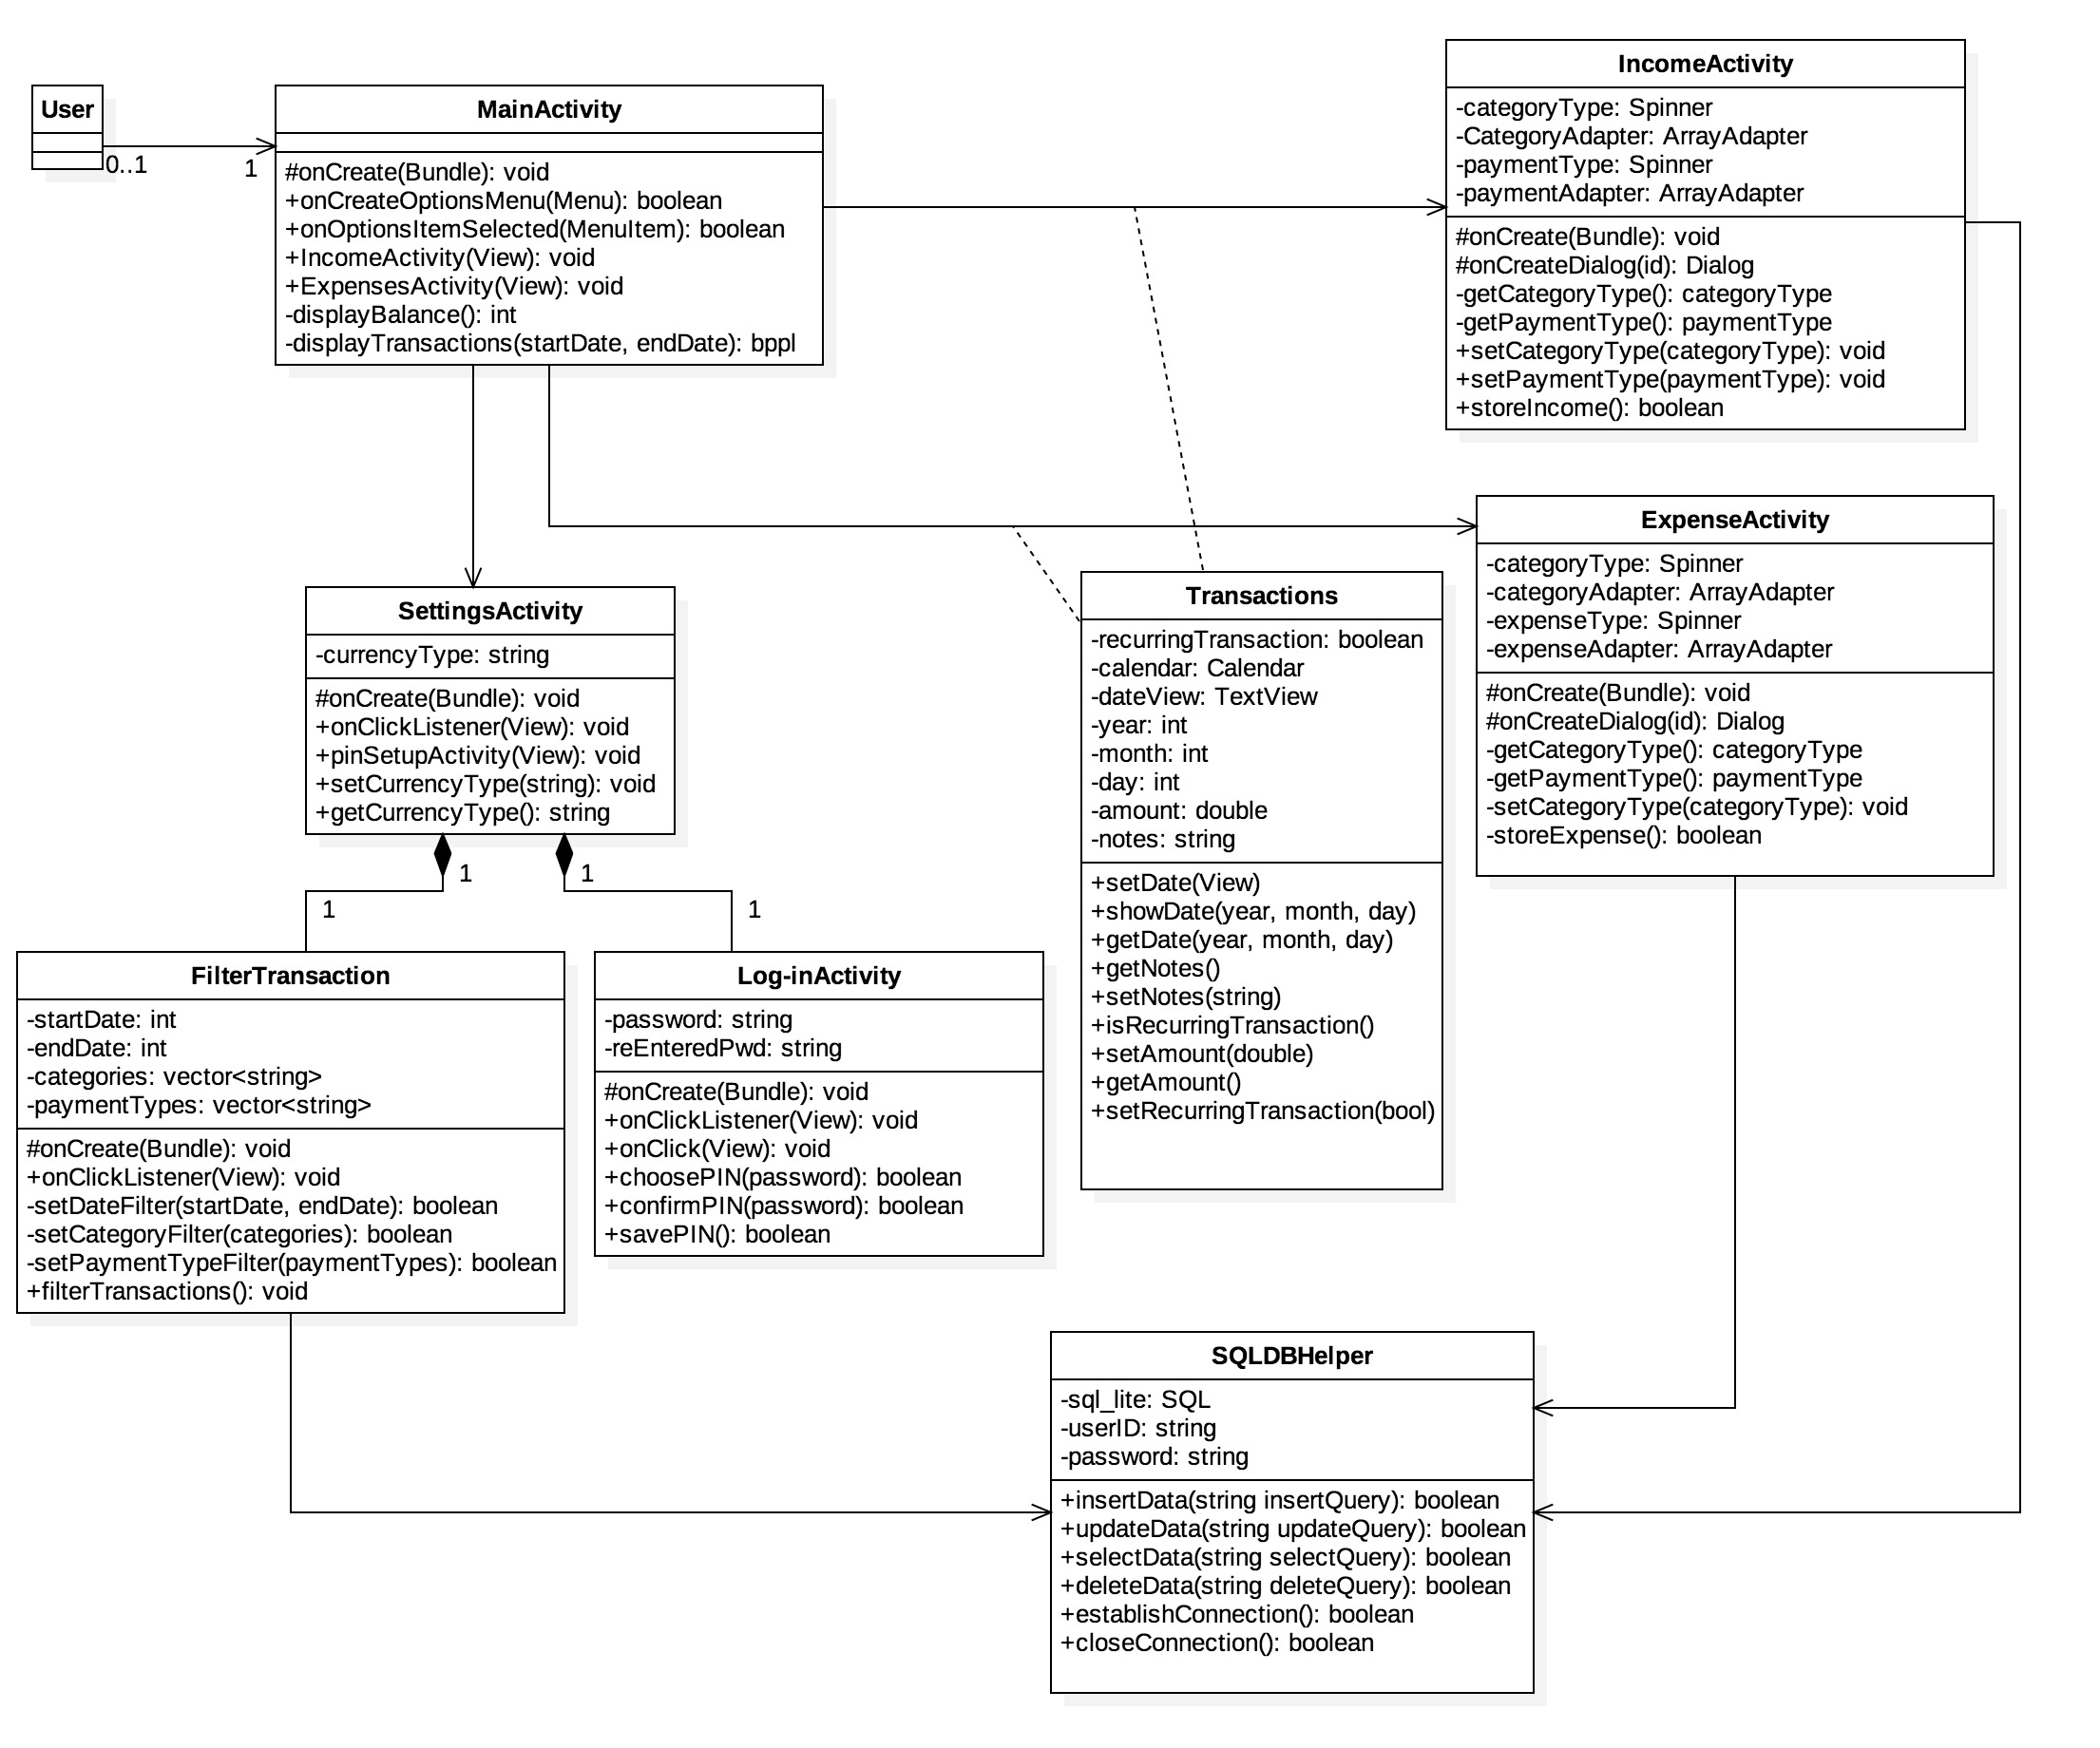 User
0..1
1
MainActivity
#onCreate(Bundle): void
+onCreateOptionsMenu(Menu): boolean
+onOptionsItemSelected(MenuItem): boolean
+IncomeActivity(View): void
+ExpensesActivity(View): void
-displayBalance(): int
-displayTransactions(startDate, endDate): bppl
IncomeActivity
-categoryType: Spinner
-CategoryAdapter: ArrayAdapter
-paymentType: Spinner
-paymentAdapter: ArrayAdapter
#onCreate(Bundle): void
#onCreateDialog(id): Dialog
-getCategoryType(): categoryType
-getPaymentType(): paymentType
+setCategoryType(categoryType): void
+setPaymentType(paymentType): void
+storeIncome(): boolean
ExpenseActivity
-categoryType: Spinner
-categoryAdapter: ArrayAdapter
-expenseType: Spinner
-expenseAdapter: ArrayAdapter
#onCreate(Bundle): void
#onCreateDialog(id): Dialog
-getCategoryType(): categoryType
-getPaymentType(): paymentType
-setCategoryType(categoryType): void
-storeExpense(): boolean
SettingsActivity
-currencyType: string
#onCreate(Bundle): void
+onClickListener(View): void
+pinSetupActivity(View): void
+setCurrencyType(string): void
+getCurrencyType(): string
1
1
1
1
Transactions
-recurringTransaction: boolean
-calendar: Calendar
-dateView: TextView
-year: int
-month: int
-day: int
-amount: double
-notes: string
+setDate(View)
+showDate(year, month, day)
+getDate(year, month, day)
+getNotes()
+setNotes(string)
+isRecurringTransaction()
+setAmount(double)
+getAmount()
+setRecurringTransaction(bool)
FilterTransaction
-startDate: int
-endDate: int
-categories: vector<string>
-paymentTypes: vector<string>
#onCreate(Bundle): void
+onClickListener(View): void
-setDateFilter(startDate, endDate): boolean
-setCategoryFilter(categories): boolean
-setPaymentTypeFilter(paymentTypes): boolean
+filterTransactions(): void
Log-inActivity
-password: string
-reEnteredPwd: string
#onCreate(Bundle): void
+onClickListener(View): void
+onClick(View): void
+choosePIN(password): boolean
+confirmPIN(password): boolean
+savePIN(): boolean
SQLDBHelper
-sql_lite: SQL
-userID: string
-password: string
+insertData(string insertQuery): boolean
+updateData(string updateQuery): boolean
+selectData(string selectQuery): boolean
+deleteData(string deleteQuery): boolean
+establishConnection(): boolean
+closeConnection(): boolean